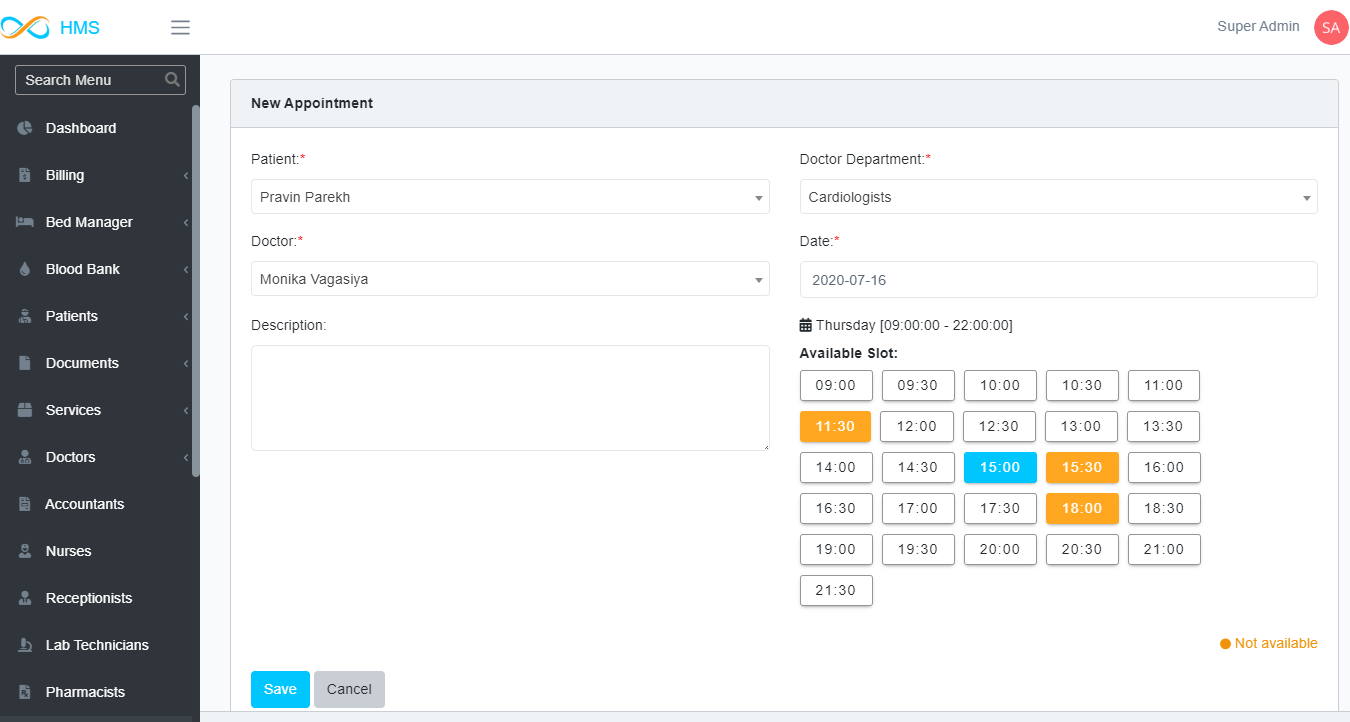 HMS
Super Admin
SA
Search Menu
Dashboard
Billing
Bed Manager
Blood Bank
Patients
Documents
Services
Doctors
Accountants
Nurses
Receptionists
Lab Technicians
Pharmacists
New Appointment
Patient:*
Pravin Parekh
Doctor Department:*
Cardiologists
Doctor:*
Monika Vagasiya
Date:*
2020-07-16
Description:
Thursday [09:00:00 - 22:00:00]
Available Slot:
09:00 09:30 10:00 10:30 11:00
11:30 12:00 12:30 13:00 13:30
14:00 14:30 15:00 15:30 16:00
16:30 17:00 17:30 18:00 18:30
19:00 19:30 20:00 20:30 21:00
21:30
Not available
Save Cancel